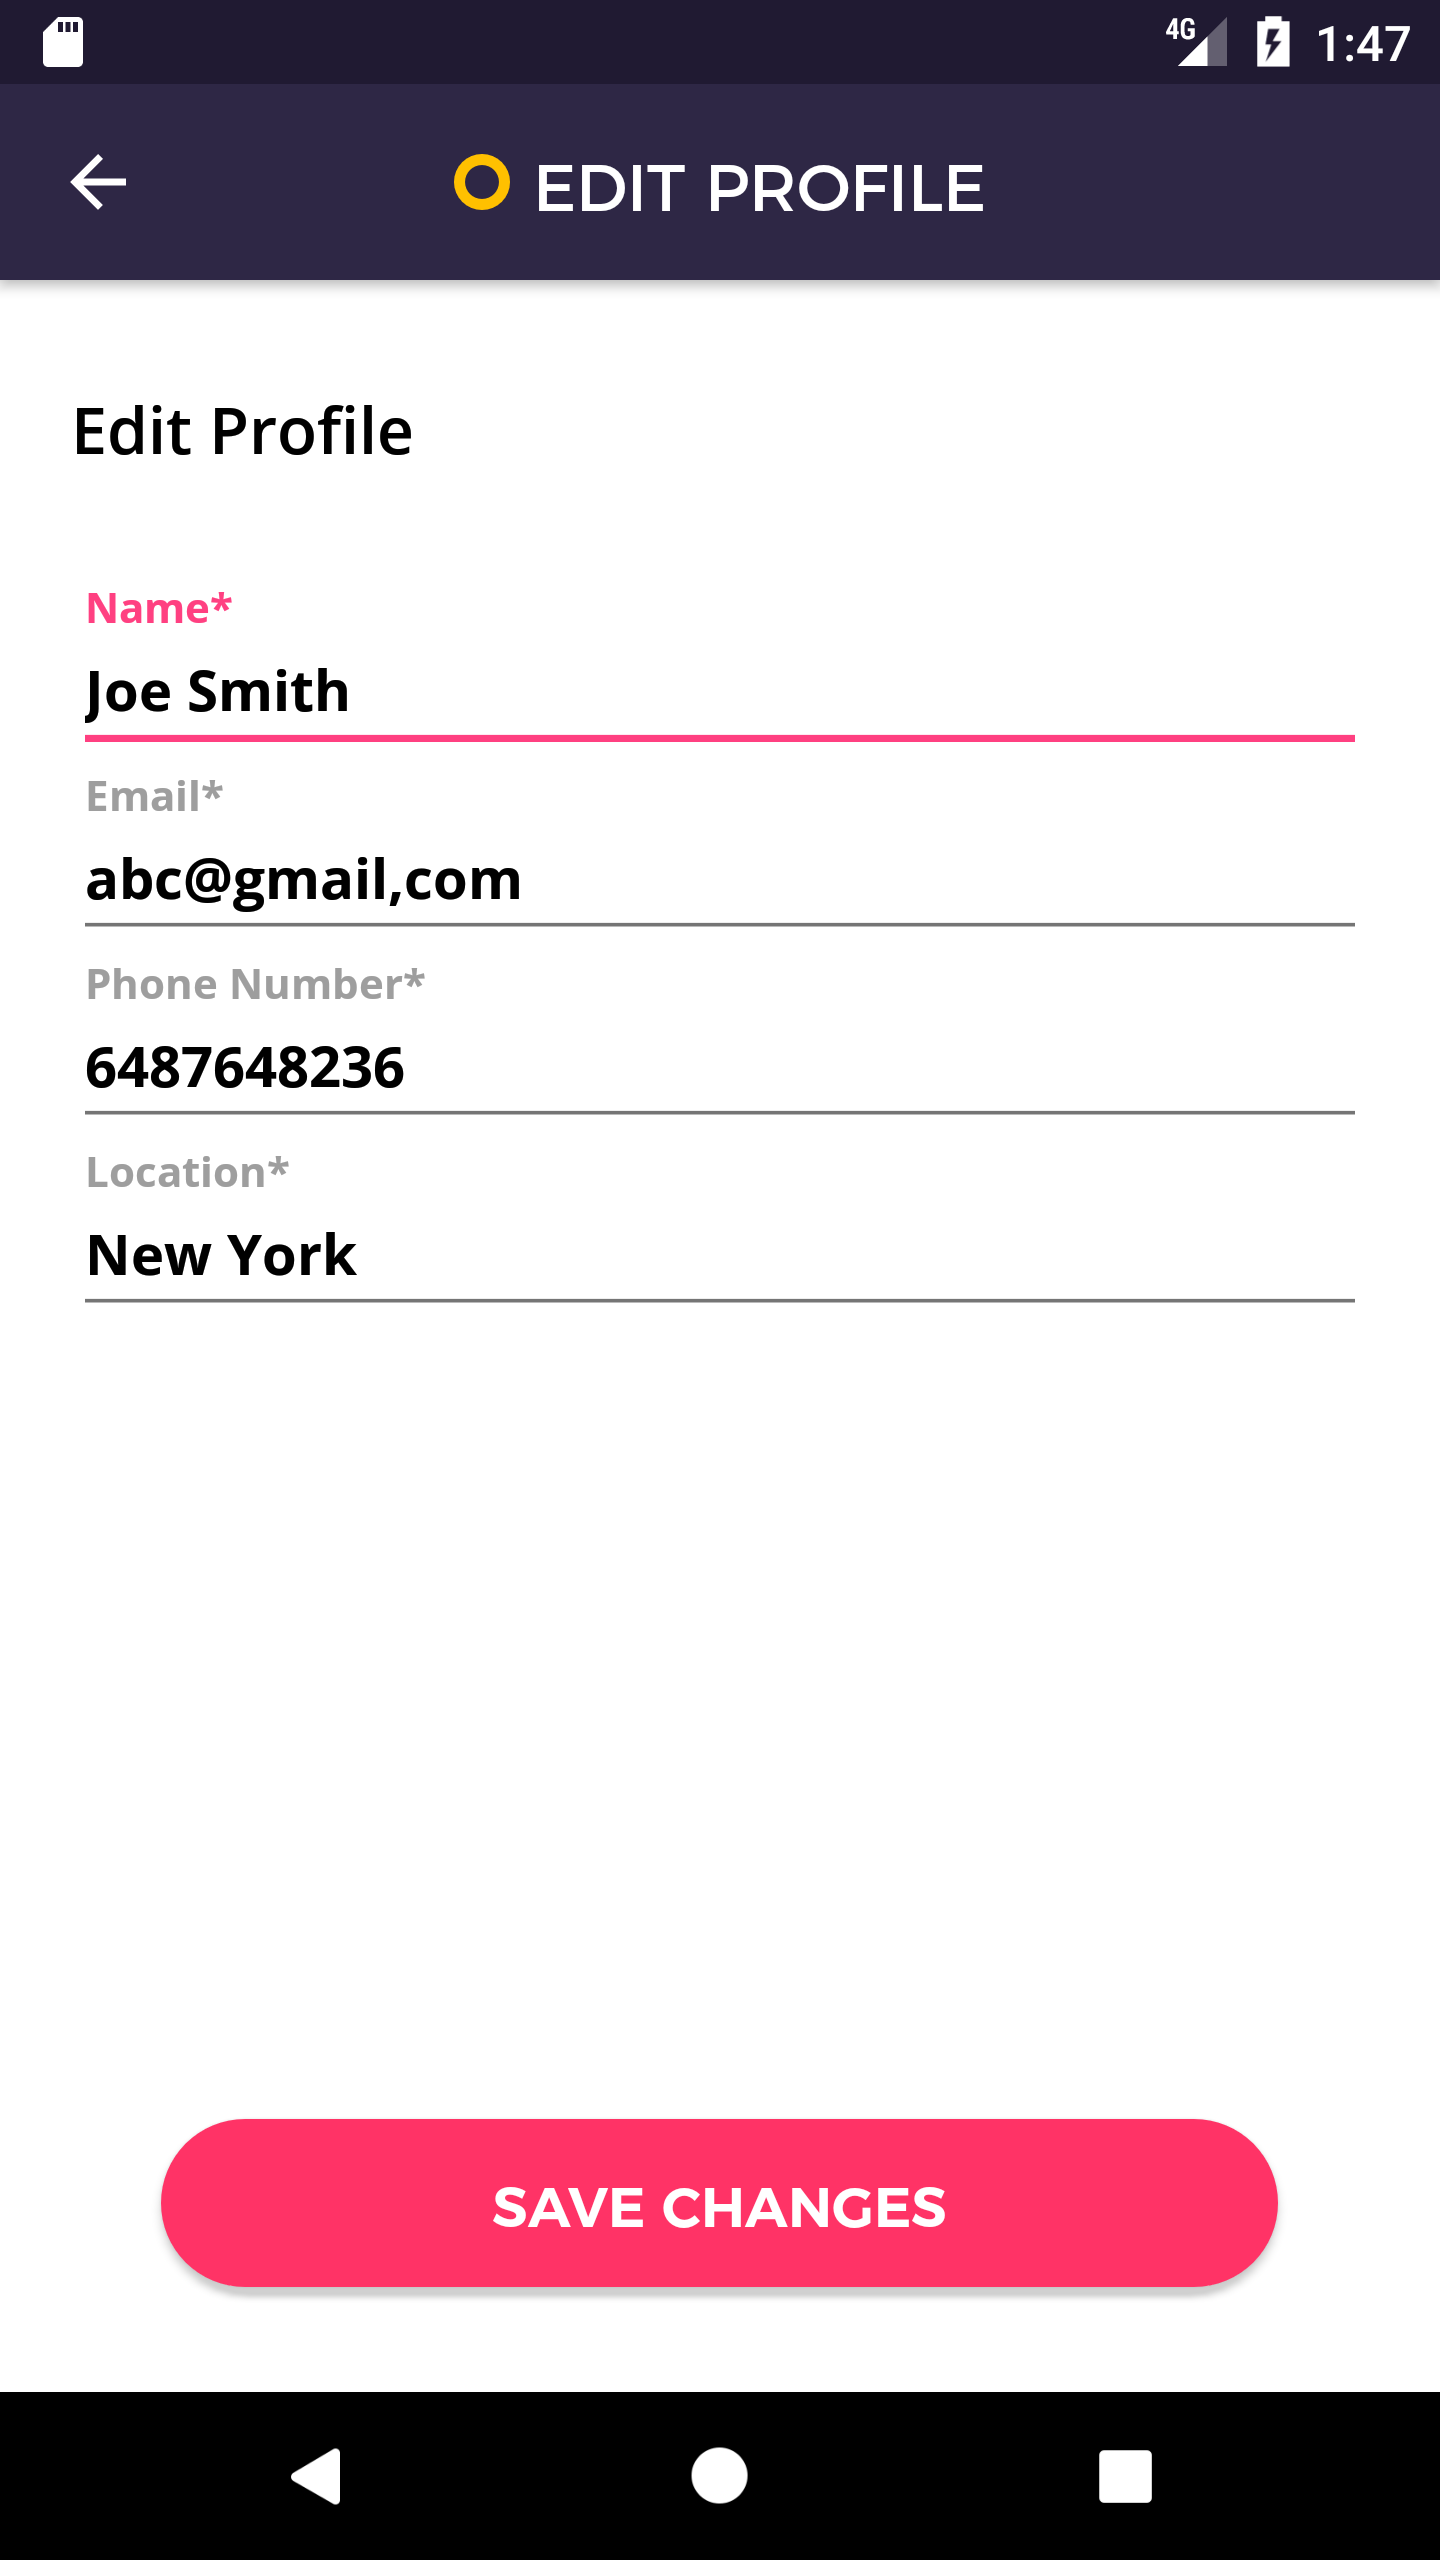 4G 1:47
EDIT PROFILE
Edit Profile
Name*
Joe Smith
Email*
abc@gmail,com
Phone Number*
6487648236
Location*
New York
SAVE CHANGES